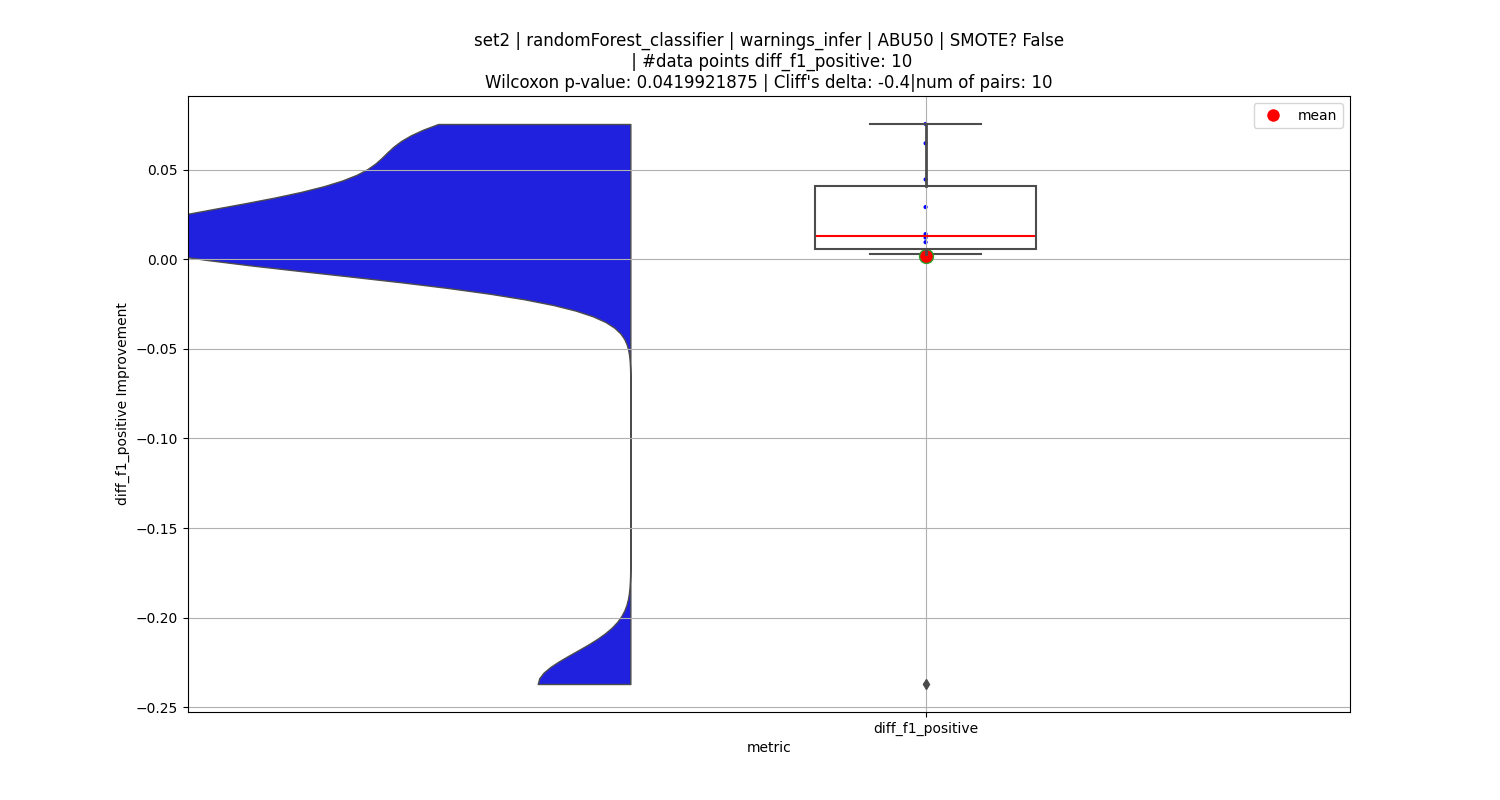 set2 | randomForest_classifier | warnings_infer | ABU50 | SMOTE? False
| #data points diff_f1_positive: 10
Wilcoxon p-value: 0.0419921875 | Cliff's delta: -0.4|num of pairs: 10
mean
0.05
0.00
−0.05
−0.10
−0.15
−0.20
−0.25
diff_f1_positive Improvement
diff_f1_positive
metric